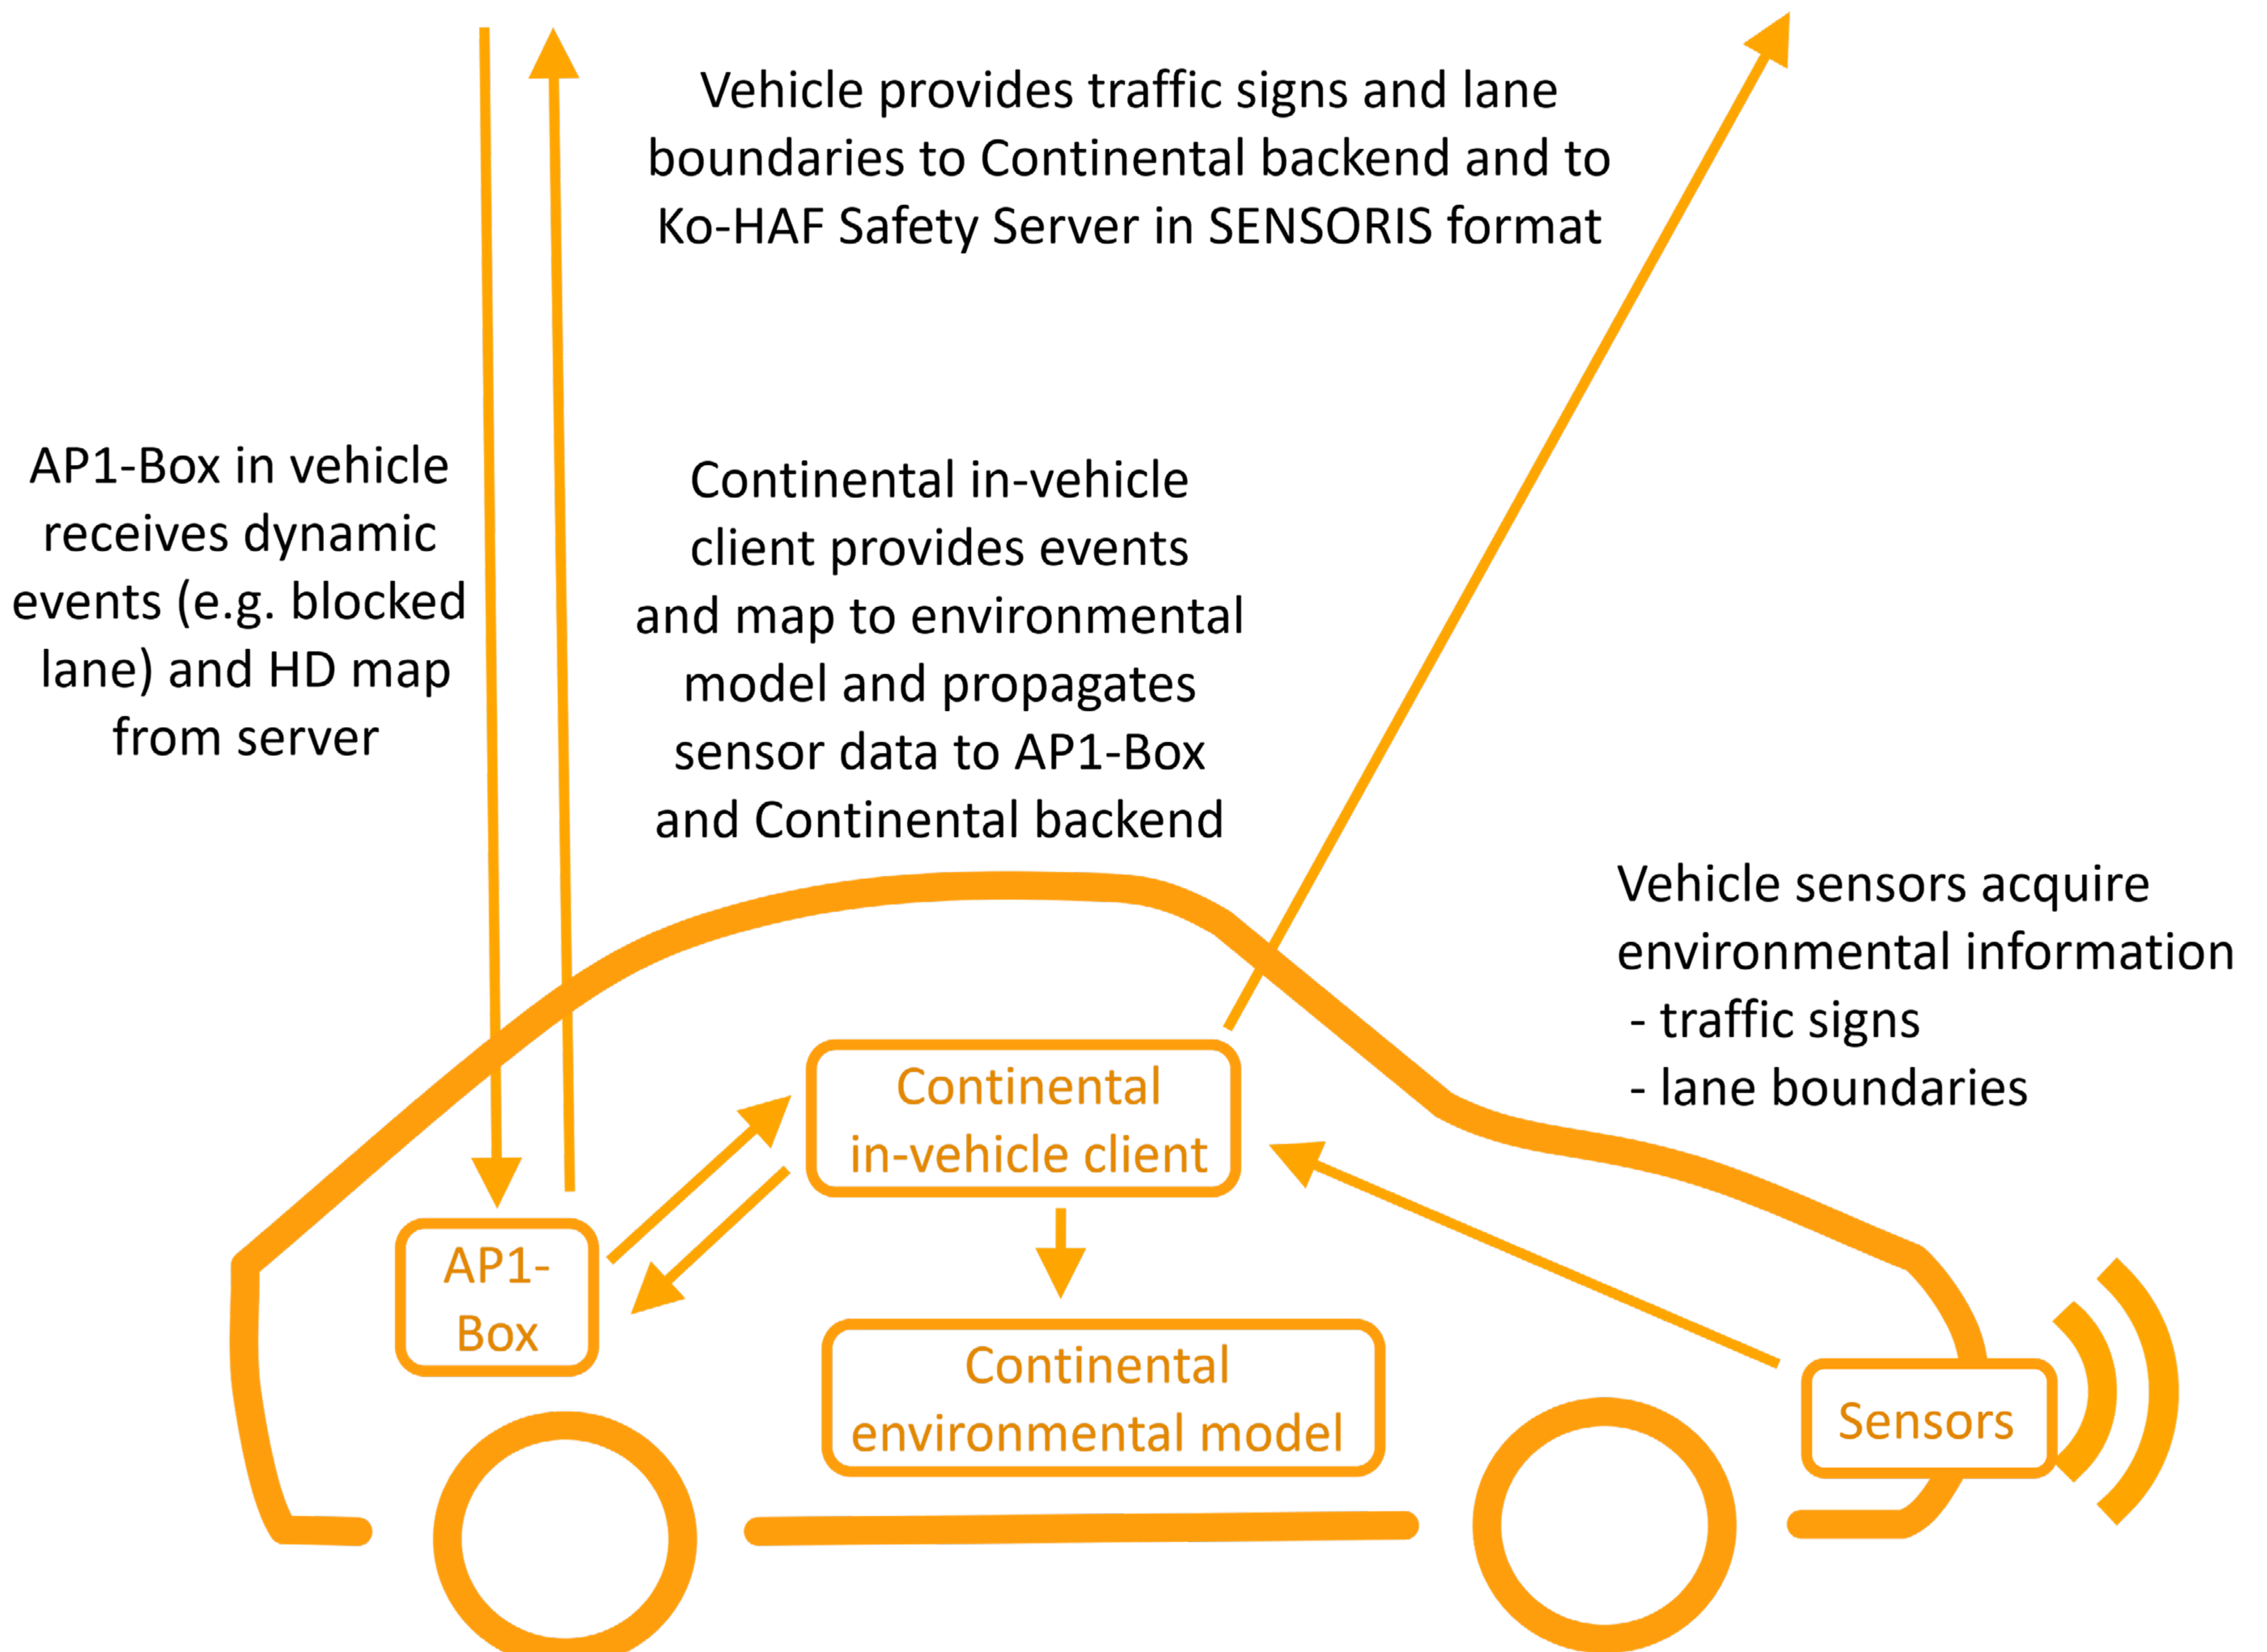 Vehicle provides traffic signs and lane
boundaries to Continental backend and to
Ko-HAF Safety Server in SENSORIS format
AP1-Box in vehicle
receives dynamic
events (e.g. blocked
lane) and HD map
from server
Continental in-vehicle
client provides events
and map to environmental
model and propagates
sensor data to AP1-Box
and Continental backend
Vehicle sensors acquire
environmental information
- traffic signs
- lane boundaries
Continental
in-vehicle client
AP1-
Box
Continental
environmental model
Sensors